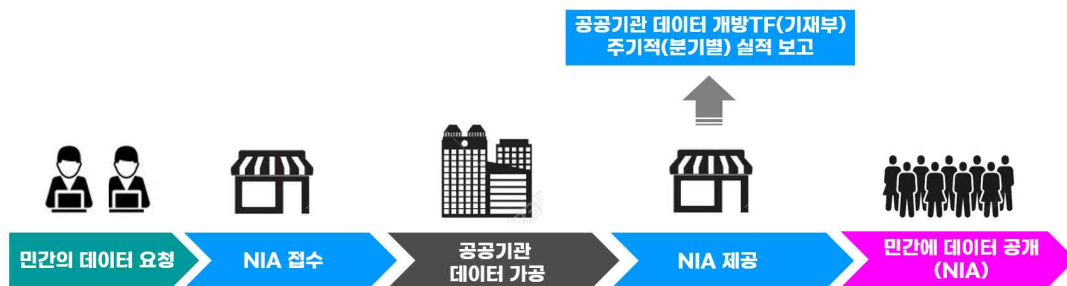 공공기관 데이터 개방TF(기재부)
주기적(분기별) 실적 보고
민간의 데이터 요청
NIA 접수
공공기관
데이터 가공
NIA 제공
민간에 데이터 공개
(NIA)